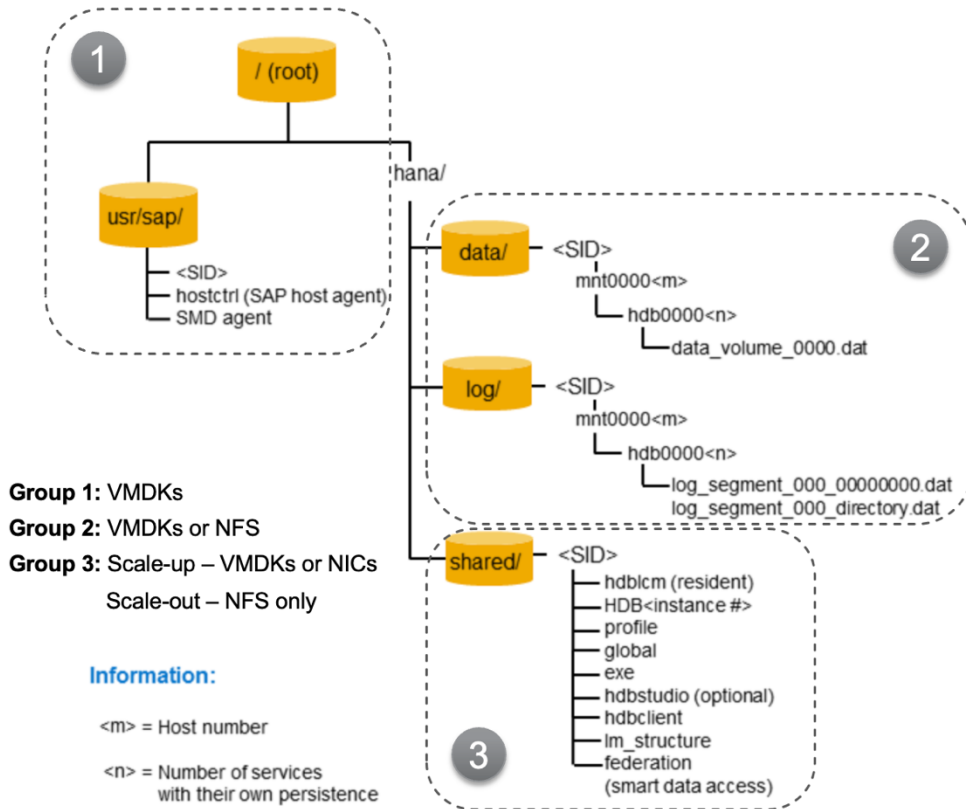 1
/ (root)
hana/
usr/sap/
<SID>
hostctrl (SAP host agent)
SMD agent
2
data/
<SID>
mnt0000<m>
hdb0000<n>
data_volume_0000.dat
log/
<SID>
mnt0000<m>
hdb0000<n>
log_segment_000_00000000.dat
log_segment_000_directory.dat
Group 1: VMDKs
Group 2: VMDKs or NFS
Group 3: Scale-up – VMDKs or NICs
Scale-out – NFS only
shared/
<SID>
hdblcm (resident)
HDB<instance #>
profile
global
exe
hdbstudio (optional)
hdbclient
lm_structure
federation
(smart data access)
3
Information:
<m> = Host number
<n> = Number of services
with their own persistence